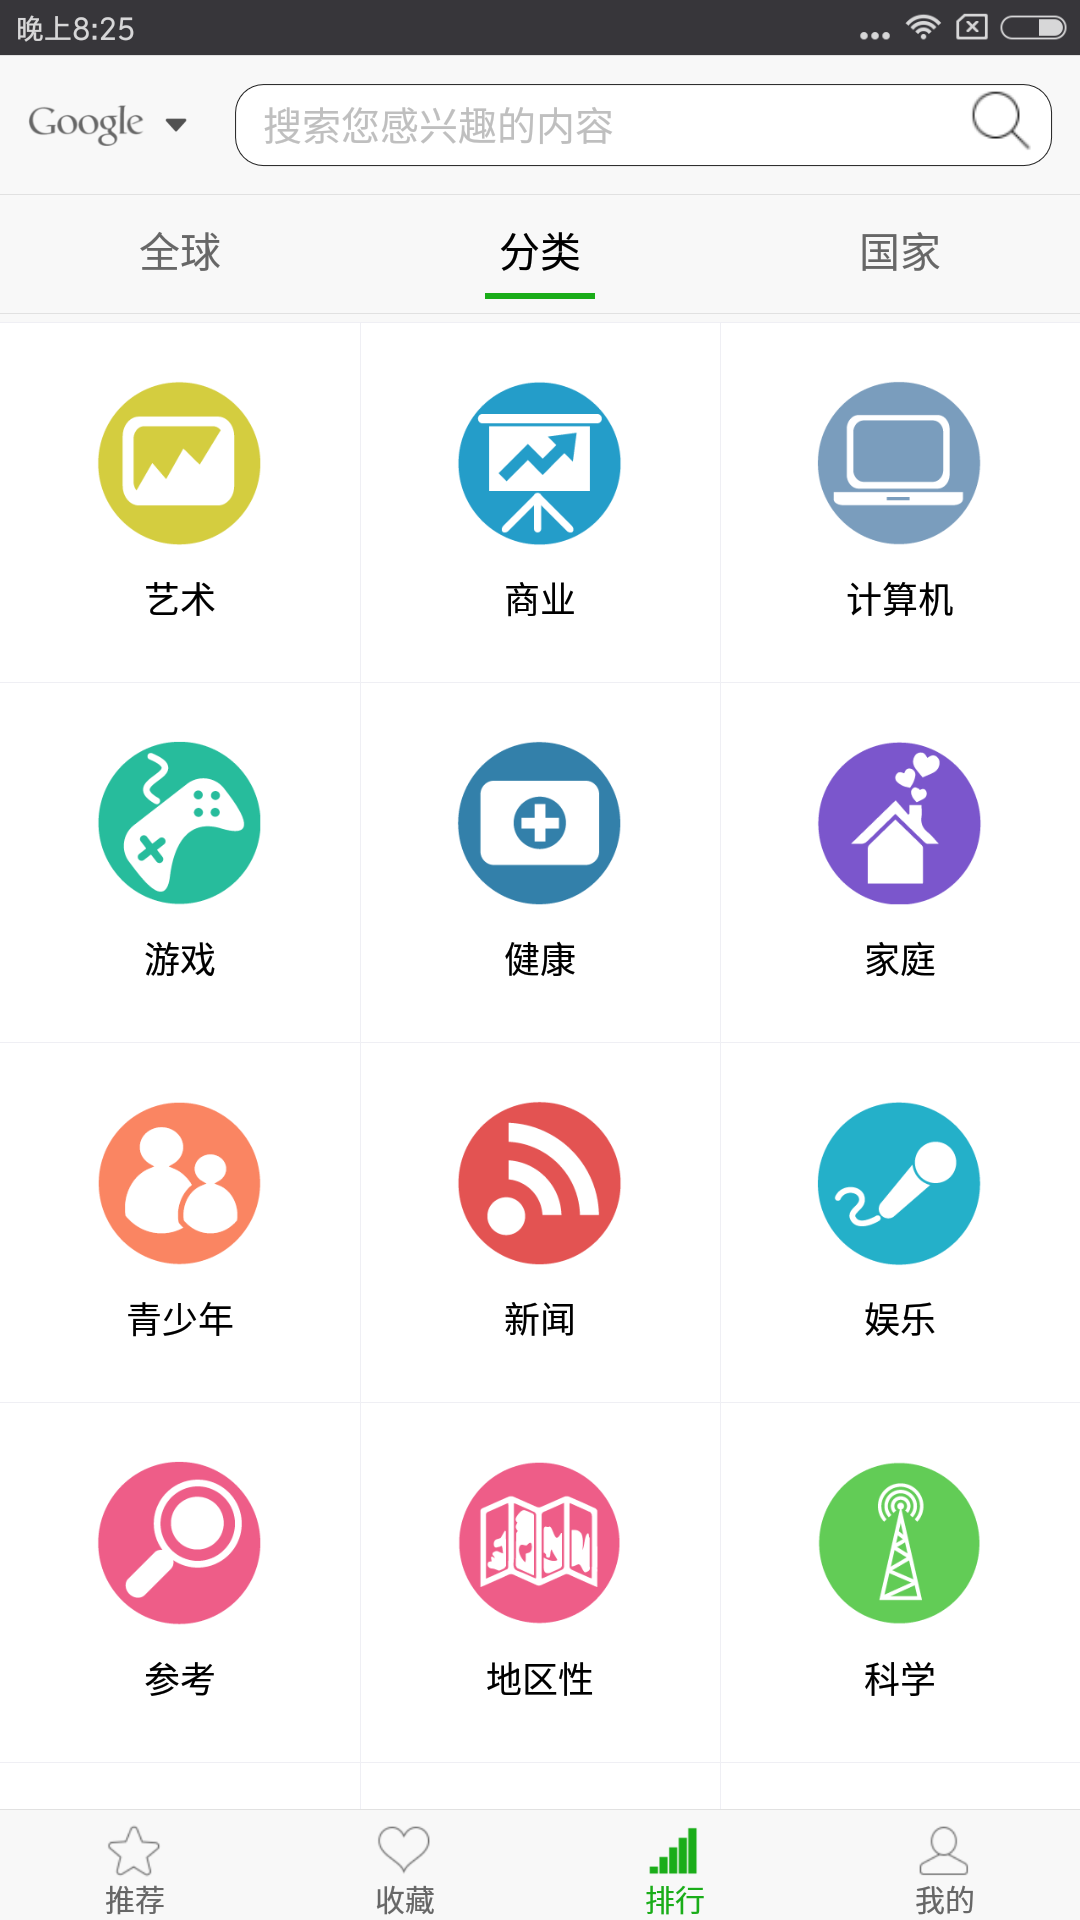 晚上8:25
Google
搜索您感兴趣的内容
全球 分类 国家
艺术 商业 计算机
游戏 健康 家庭
青少年 新闻 娱乐
参考 地区性 科学
推荐 收藏 排行 我的